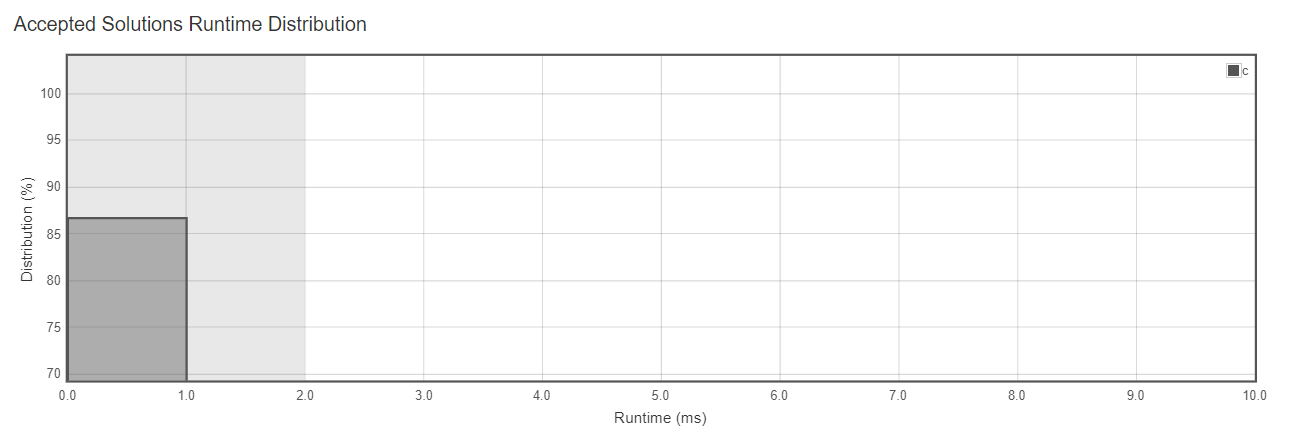 Accepted Solutions Runtime Distribution
c
100
95
90
85
80
75
70
Distribution (%)
0.0 1.0 2.0 3.0 4.0 5.0 6.0 7.0 8.0 9.0 10.0
Runtime (ms)